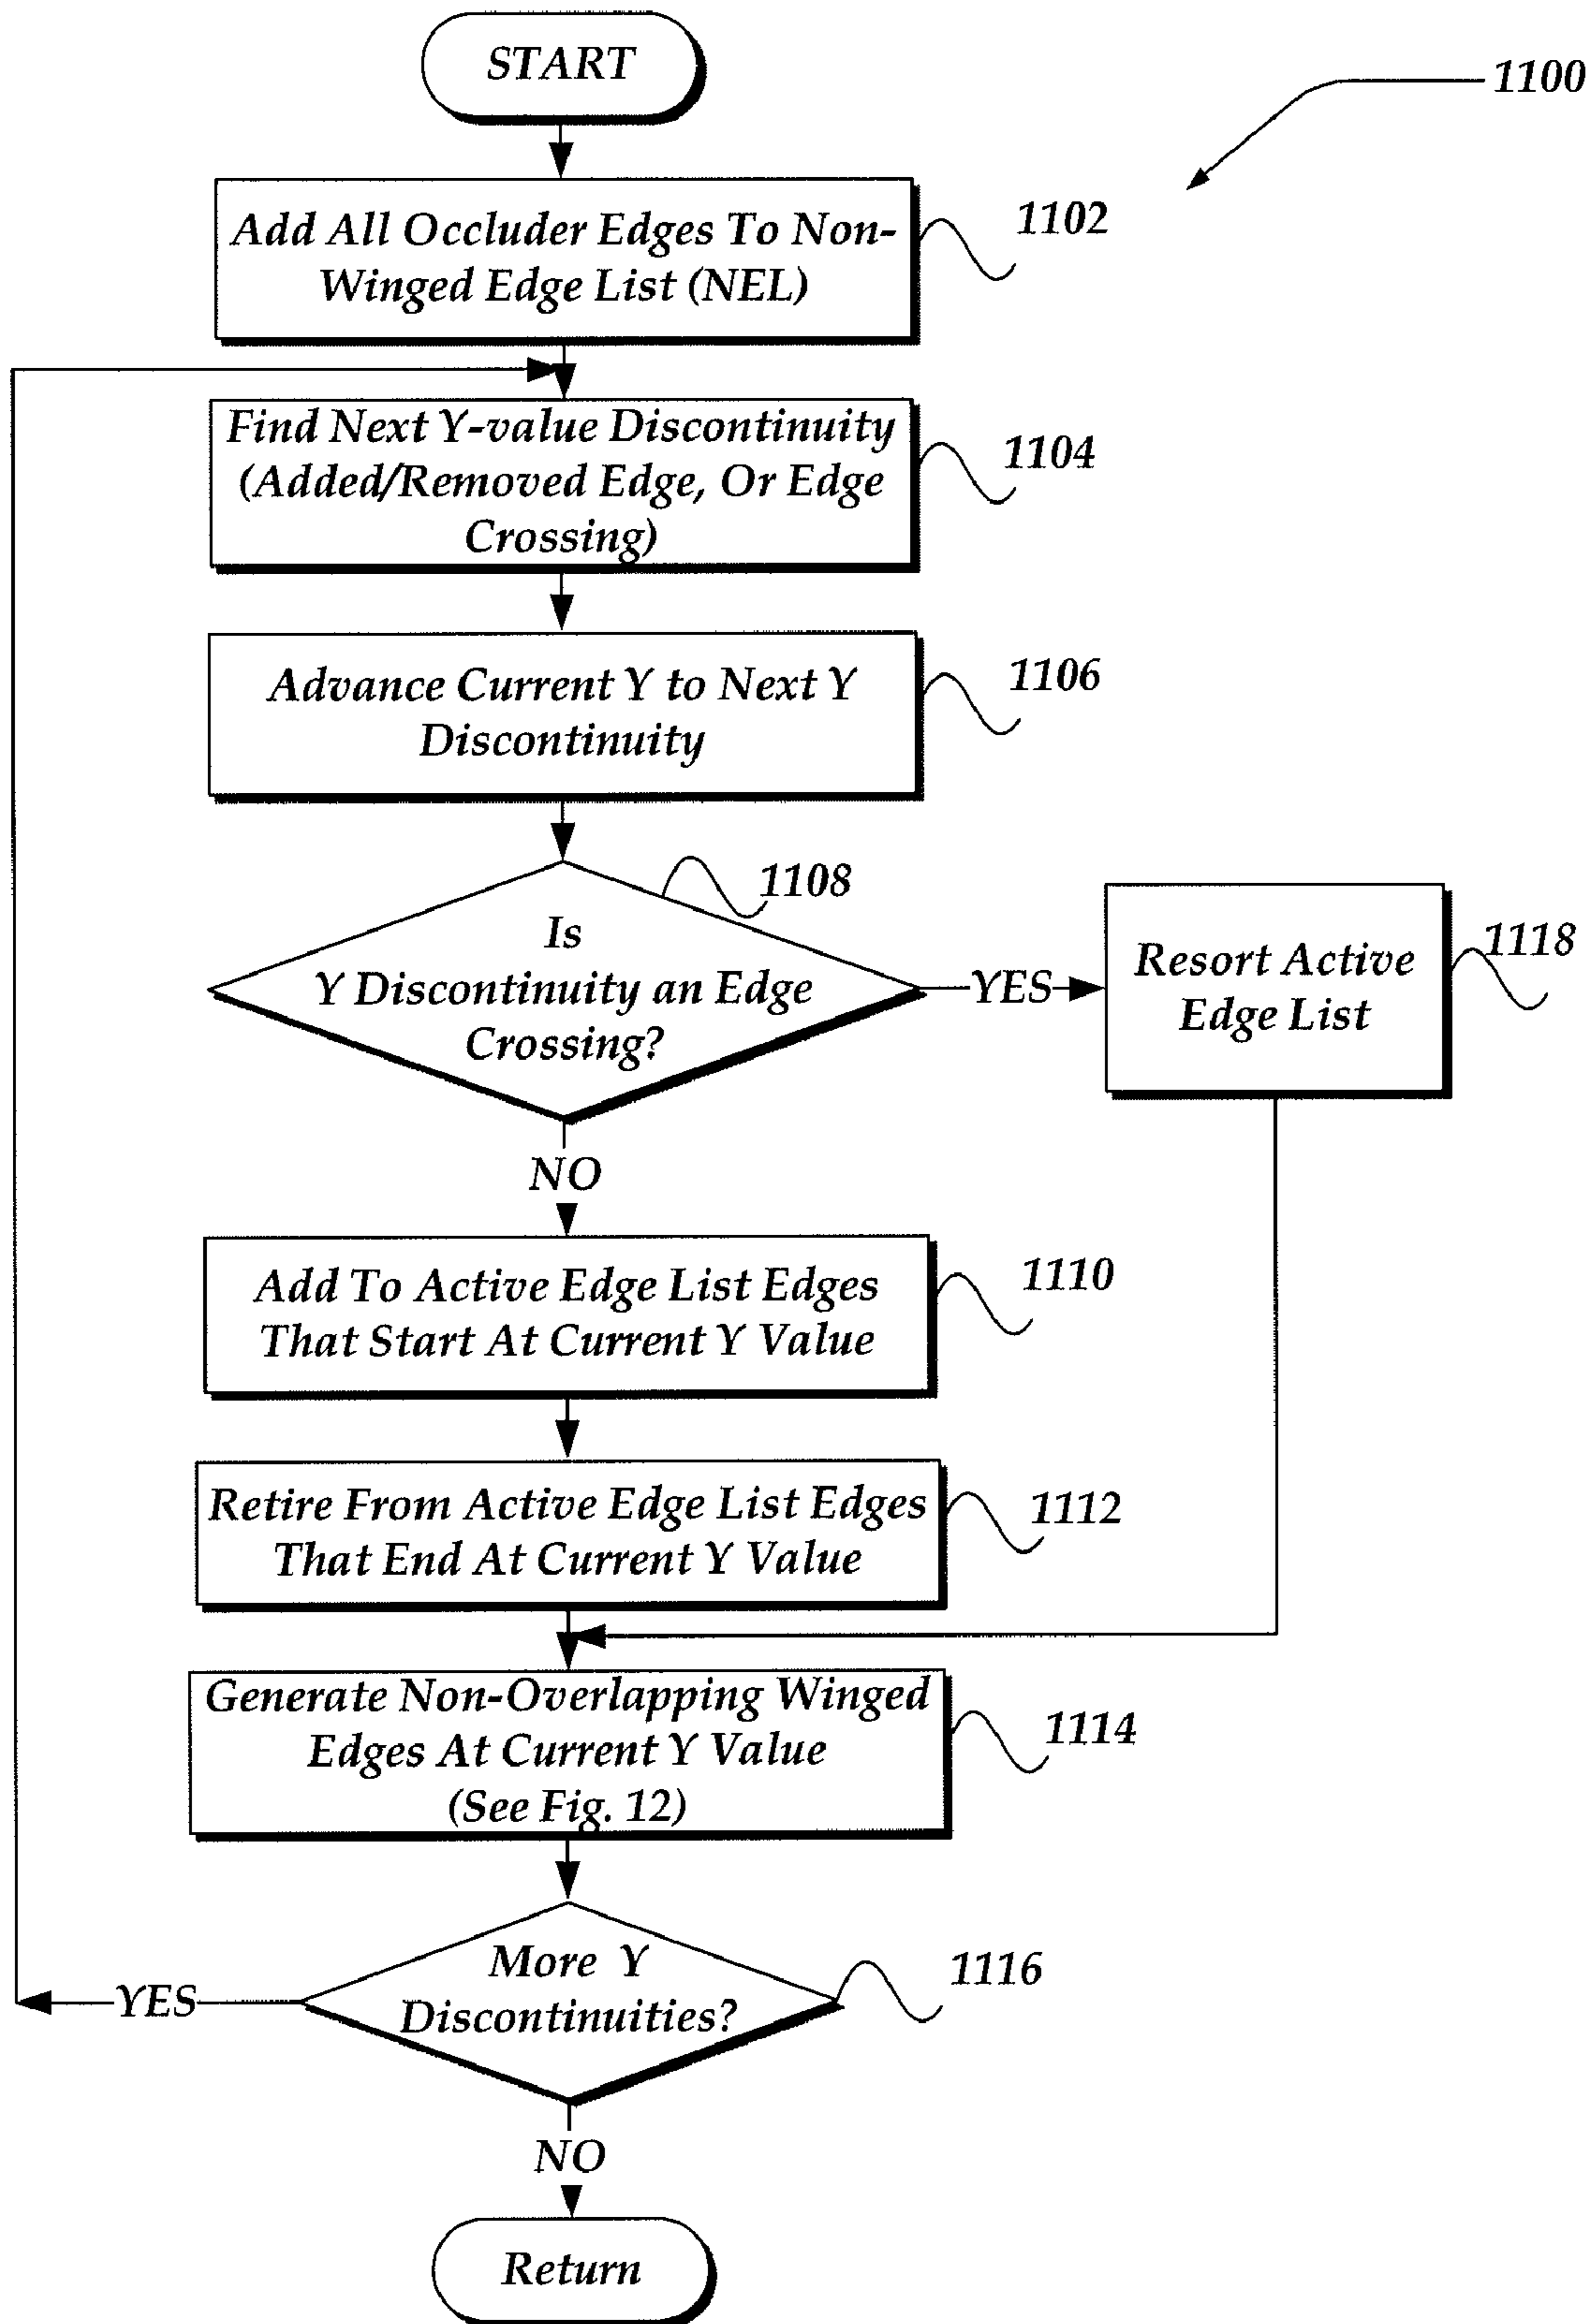 START
1100
Add All Occluder Edges To Non-
Winged Edge List (NEL)
1102
Find Next Y-value Discontinuity
(Added/Removed Edge, Or Edge
Crossing)
1104
Advance Current Y to Next Y
Discontinuity
1106
1108
Is
Y Discontinuity an Edge
Crossing?
YES
Resort Active
Edge List
1118
NO
Add To Active Edge List Edges
That Start At Current Y Value
1110
Retire From Active Edge List Edges
That End At Current Y Value
1112
Generate Non-Overlapping Winged
Edges At Current Y Value
(See Fig. 12)
1114
More Y
Discontinuities?
1116
YES
NO
Return